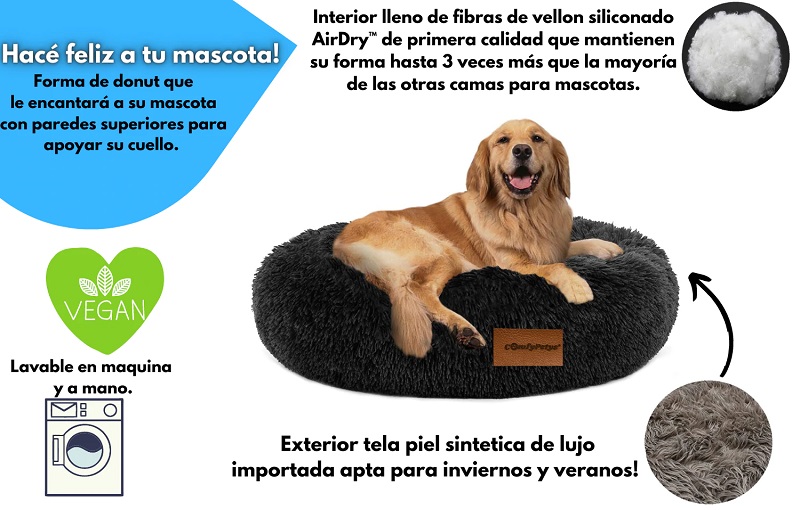 Hacé feliz a tu mascota!
Forma de donut que
le encantará a su mascota
con paredes superiores para
apoyar su cuello.
Interior lleno de fibras de vellon siliconado
AirDry™ de primera calidad que mantienen
su forma hasta 3 veces más que la mayoría
de las otras camas para mascotas.
VEGAN
Lavable en maquina
y a mano.
ComfyPetys®
Exterior tela piel sintetica de lujo
importada apta para inviernos y veranos!